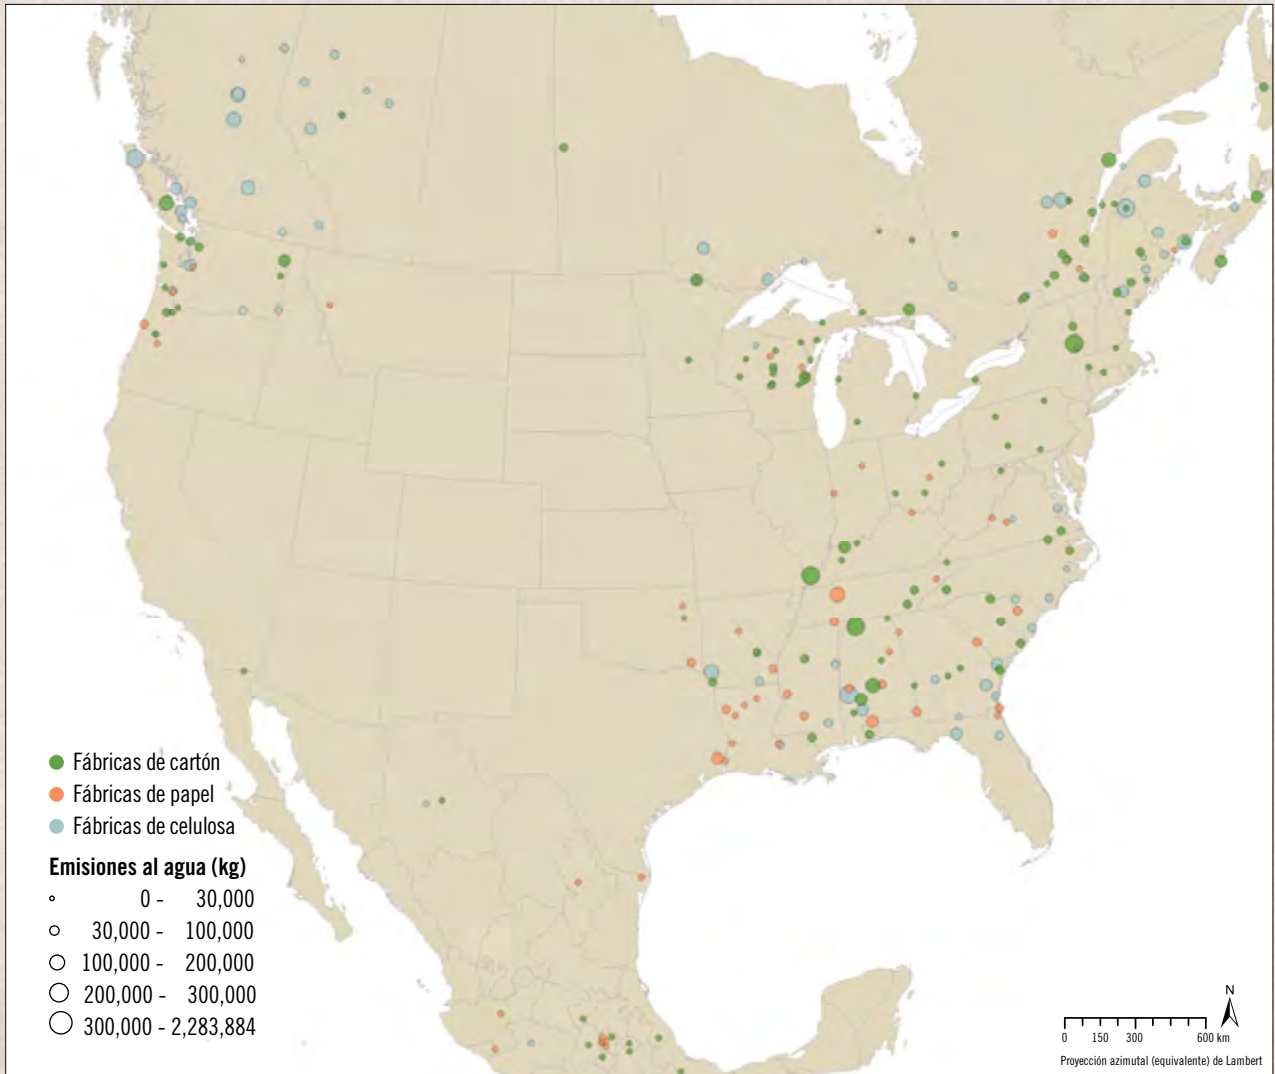 Fábricas de cartón
Fábricas de papel
Fábricas de celulosa
Emisiones al agua (kg)
0 - 30,000
30,000 - 100,000
100,000 - 200,000
200,000 - 300,000
300,000 - 2,283,884
N
0 150 300 600 km
Proyección azimutal (equivalente) de Lambert